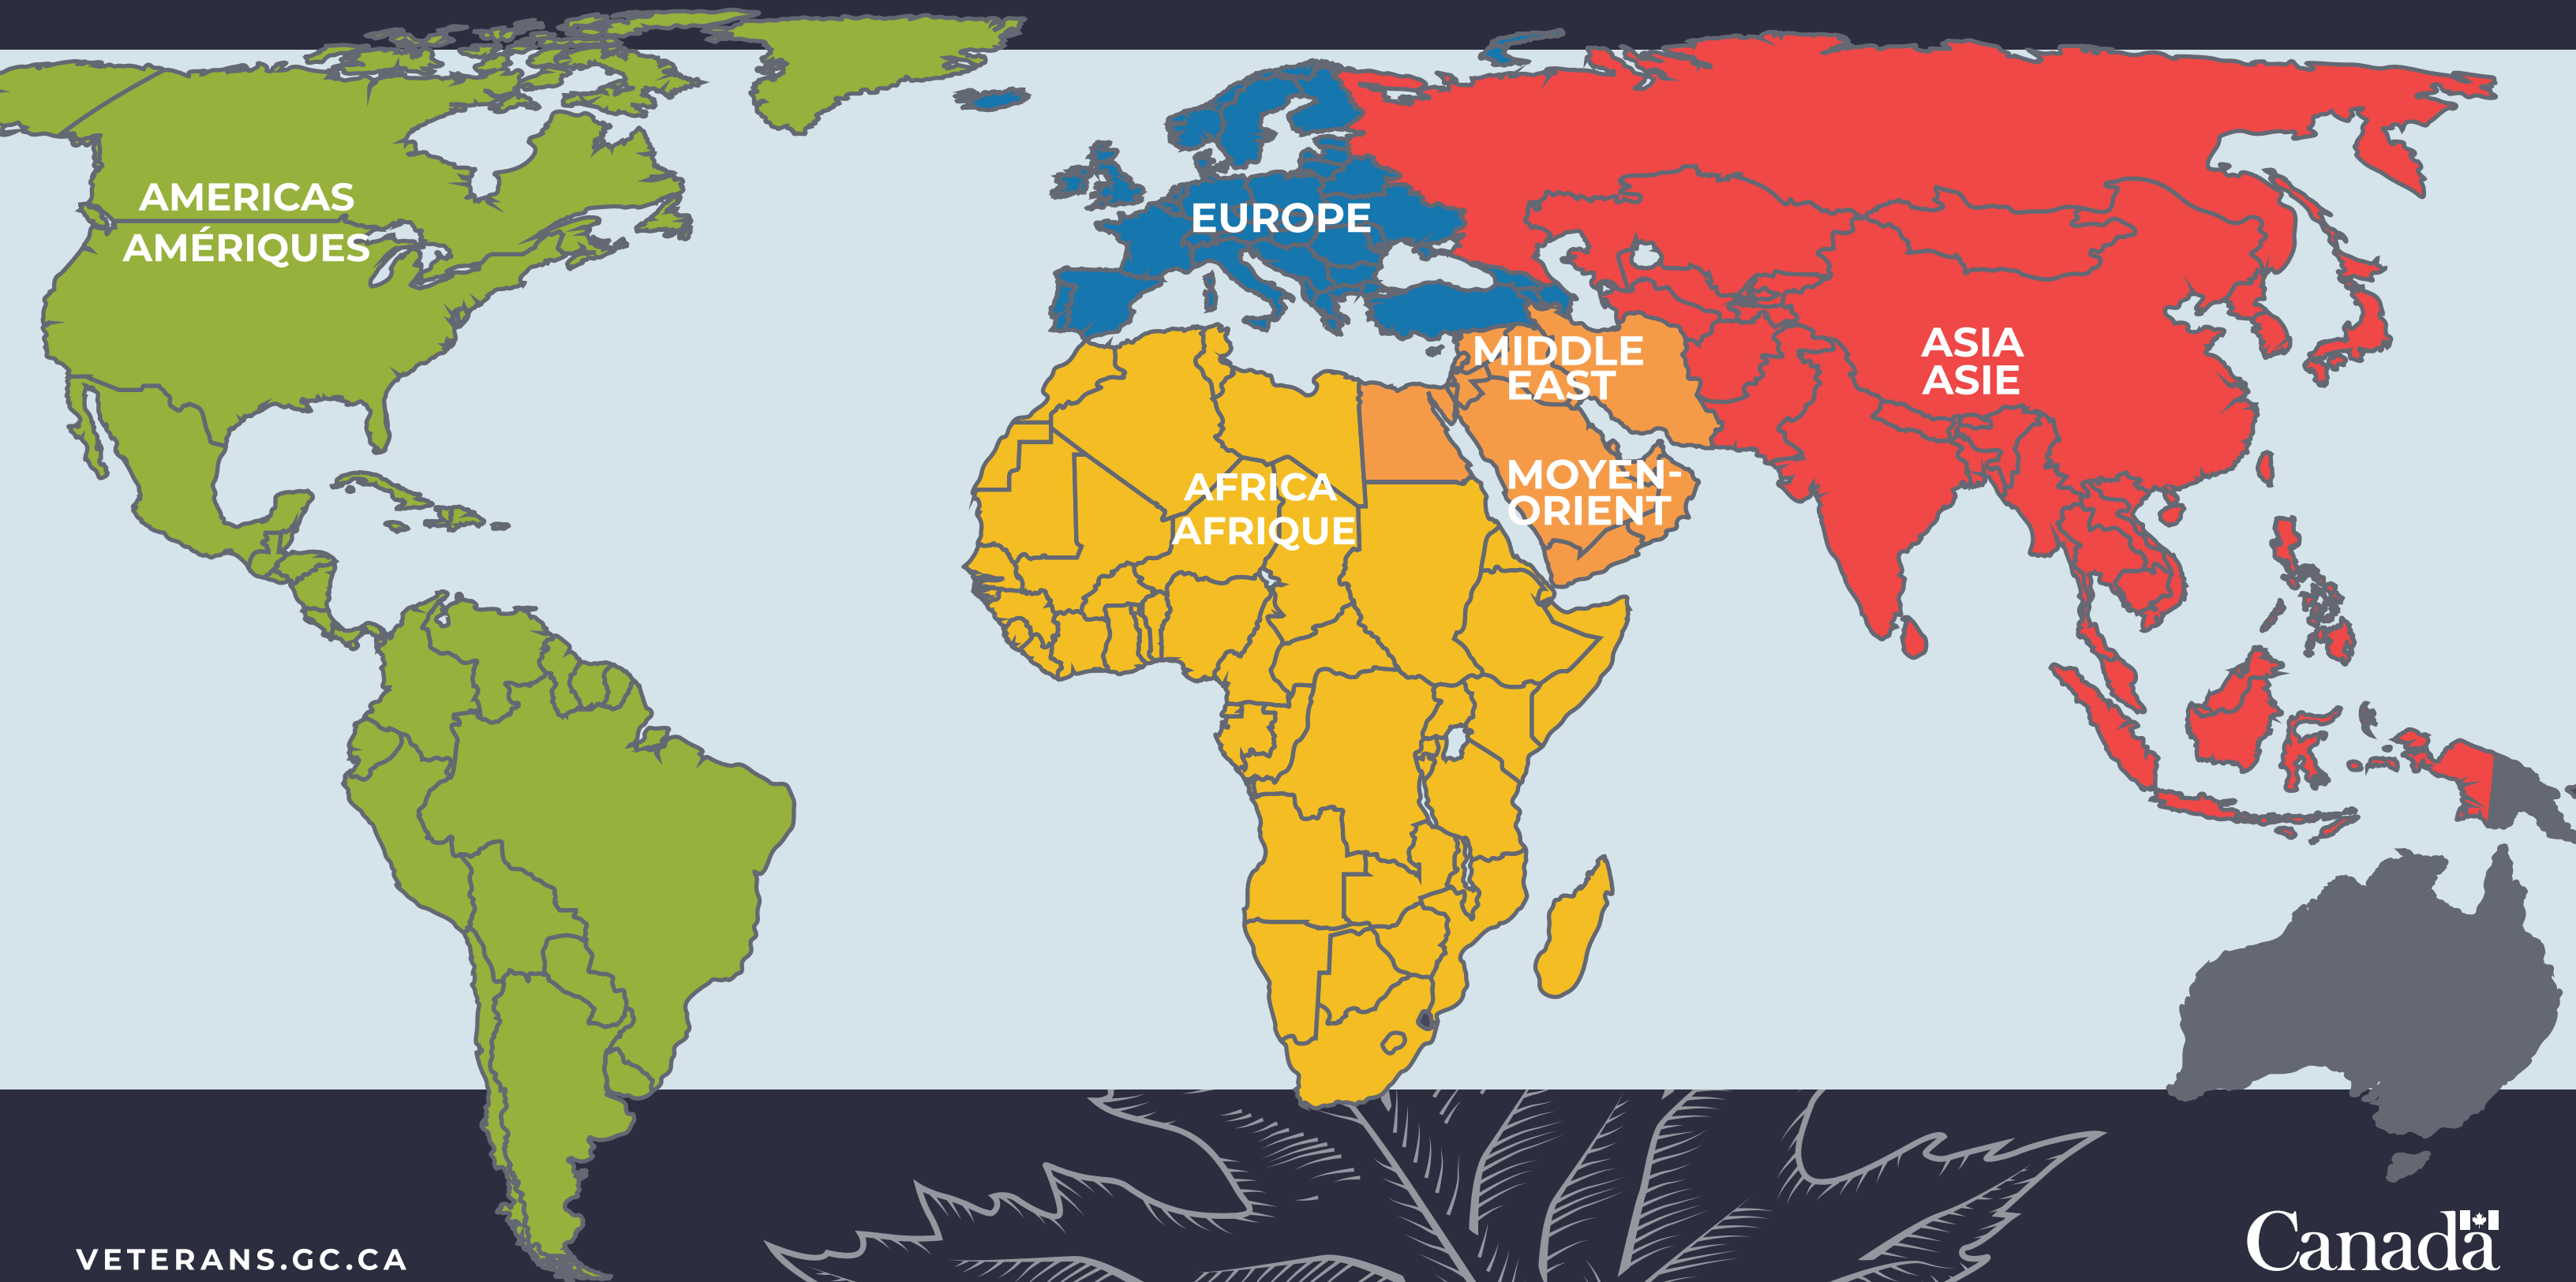 AMERICAS
AMÉRIQUES
EUROPE
MIDDLE
EAST
MOYEN-
ORIENT
ASIA
ASIE
AFRICA
AFRIQUE
VETERANS.GC.CA
Canada